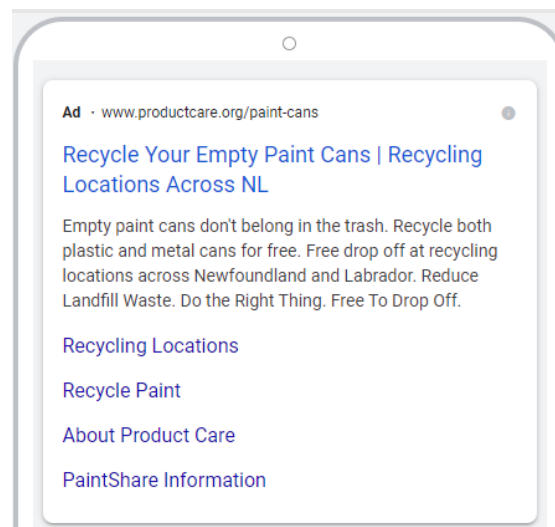 Ad · www.productcare.org/paint-cans
Recycle Your Empty Paint Cans | Recycling
Locations Across NL
Empty paint cans don't belong in the trash. Recycle both
plastic and metal cans for free. Free drop off at recycling
locations across Newfoundland and Labrador. Reduce
Landfill Waste. Do the Right Thing. Free To Drop Off.
Recycling Locations
Recycle Paint
About Product Care
PaintShare Information